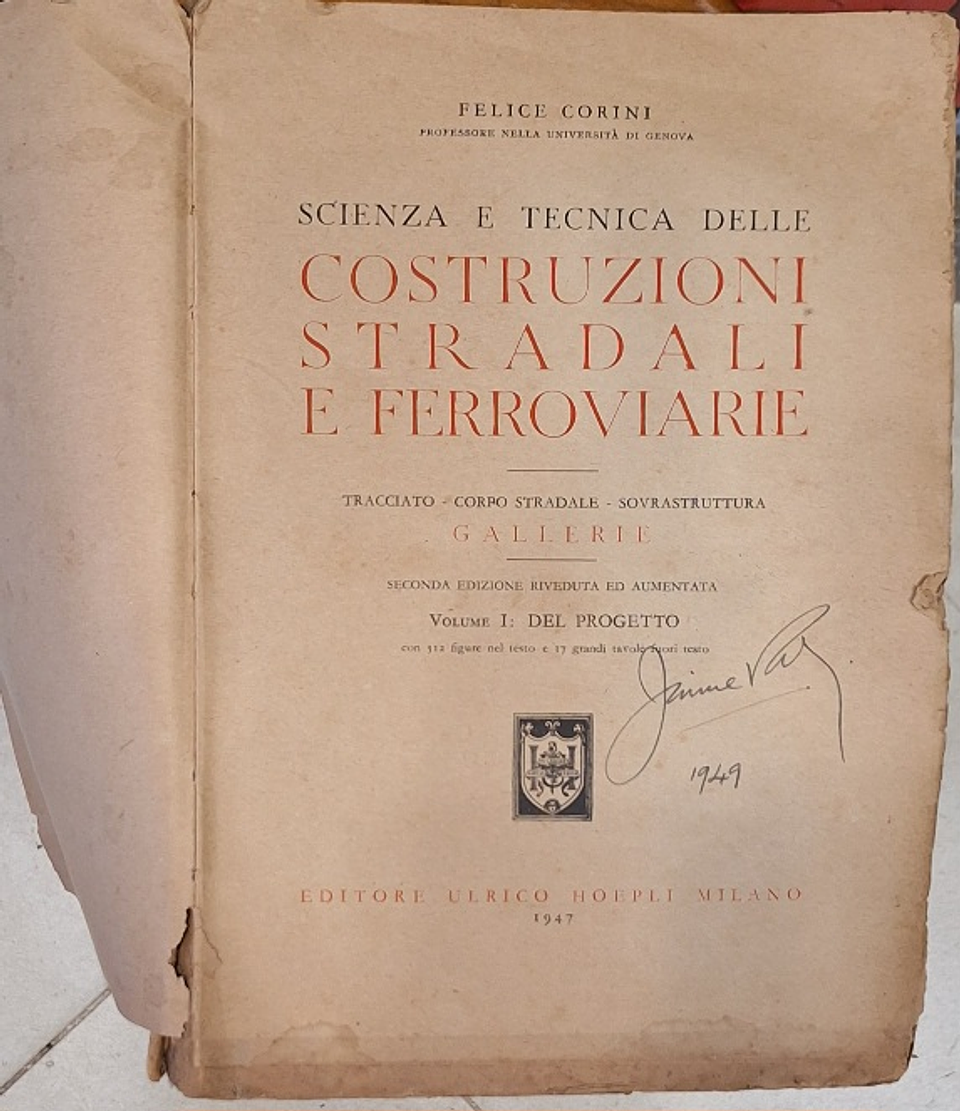 FELICE CORINI
PROFESSORE NELLA UNIVERSITÀ DI GENOVA
SCIENZA E TECNICA DELLE
COSTRUZIONI
STRADALI
E FERROVIARIE
TRACCIATO - CORPO STRADALE - SOVRASTRUTTURA
GALLERIE
SECONDA EDIZIONE RIVEDUTA ED AUMENTATA
VOLUME I: DEL PROGETTO
con 512 figure nel testo e 17 grandi tavole fuori testo
Jaime
1949
EDITORE ULRICO HOEPLI MILANO
1947